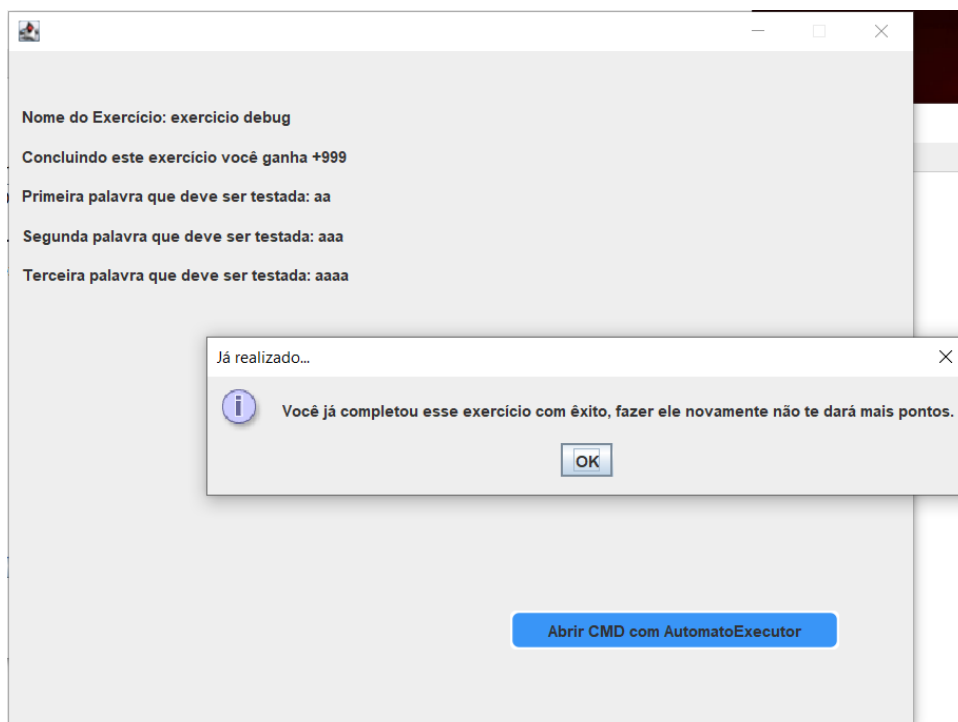 Nome do Exercício: exercicio debug
Concluindo este exercício você ganha +999
Primeira palavra que deve ser testada: aa
Segunda palavra que deve ser testada: aaa
Terceira palavra que deve ser testada: aaaa
Já realizado...
Você já completou esse exercício com êxito, fazer ele novamente não te dará mais pontos.
OK
Abrir CMD com AutomatoExecutor